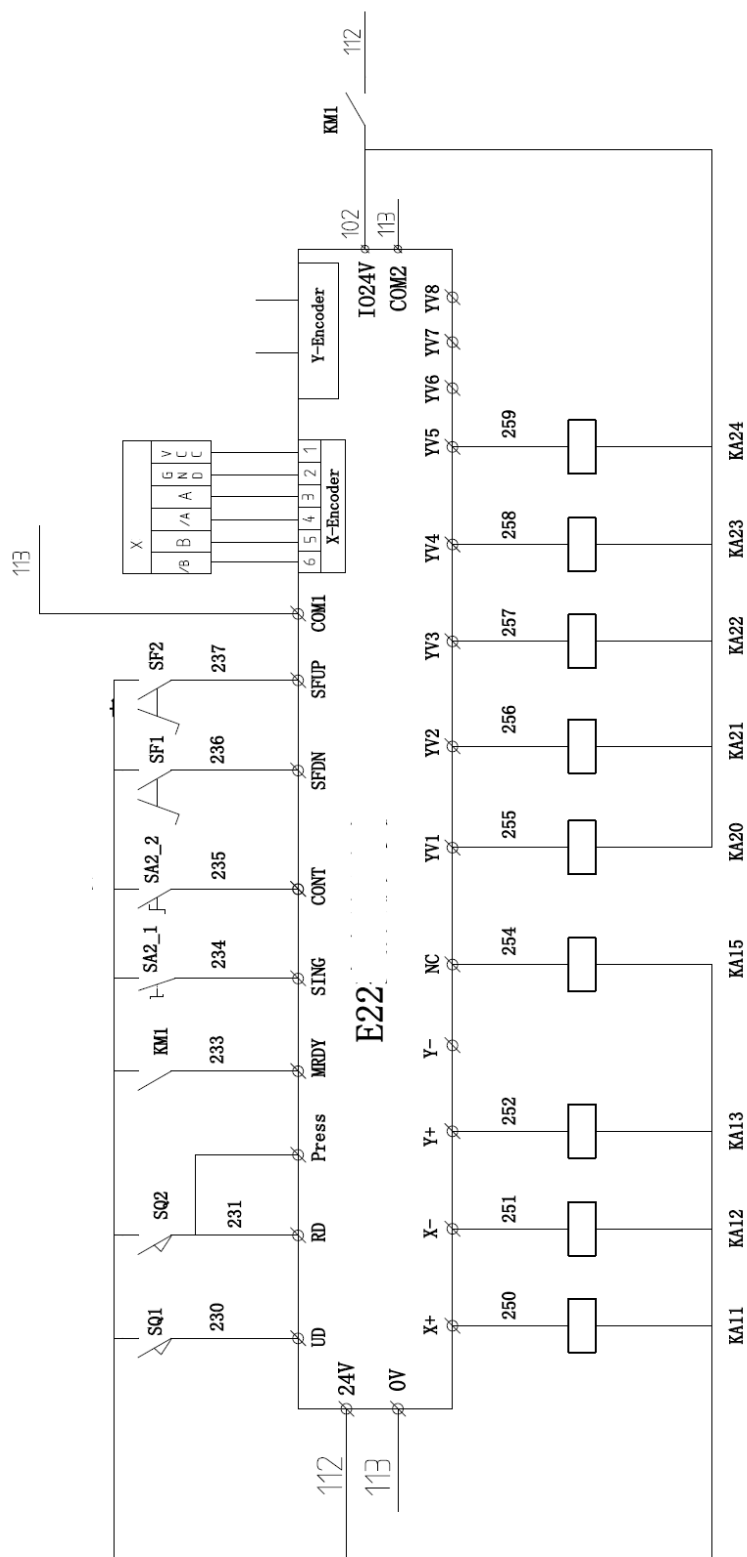 112
KM1
102
113
IO24V
COM2
Y-Encoder
X
VCC
GND
A
/A
B
/B
1
2
3
4
5
6
X-Encoder
113
COM1
SF2
237
SFUP
SF1
236
SFDN
SA2_2
235
CONT
SA2_1
234
SING
KM1
233
MRDY
Press
SQ2
231
RD
SQ1
230
UD
E22
24V
0V
112
113
YV8
YV7
YV6
YV5
259
KA24
YV4
258
KA23
YV3
257
KA22
YV2
256
KA21
YV1
255
KA20
NC
254
KA15
Y-
Y+
252
KA13
X-
251
KA12
X+
250
KA11